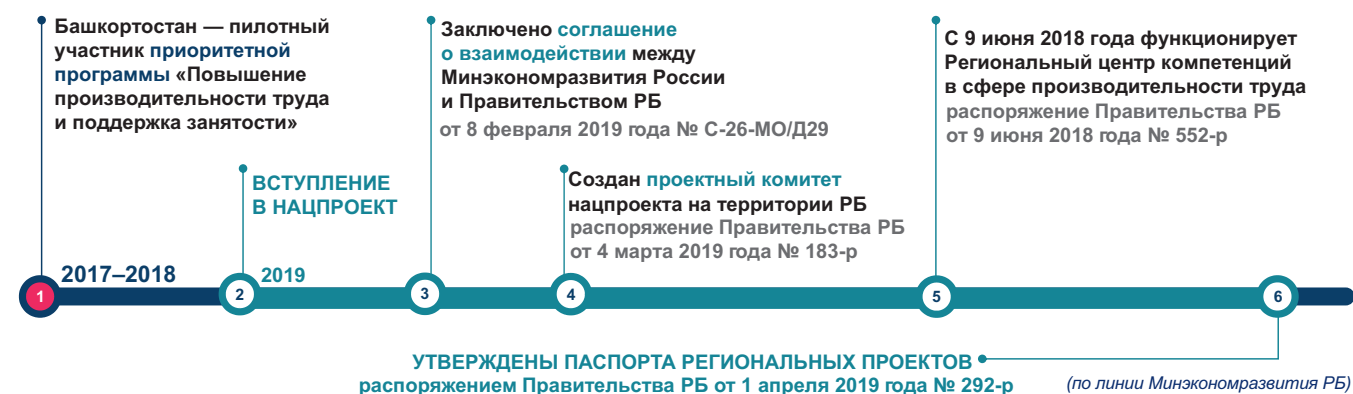 Башкортостан — пилотный
участник приоритетной
программы «Повышение
производительности труда
и поддержка занятости»
2017–2018
ВСТУПЛЕНИЕ
В НАЦПРОЕКТ
2019
Заключено соглашение
о взаимодействии между
Минэкономразвития России
и Правительством РБ
от 8 февраля 2019 года № С-26-МО/Д29
Создан проектный комитет
нацпроекта на территории РБ
распоряжение Правительства РБ
от 4 марта 2019 года № 183-р
С 9 июня 2018 года функционирует
Региональный центр компетенций
в сфере производительности труда
распоряжение Правительства РБ
от 9 июня 2018 года № 552-р
1
2
3
4
5
6
УТВЕРЖДЕНЫ ПАСПОРТА РЕГИОНАЛЬНЫХ ПРОЕКТОВ
распоряжением Правительства РБ от 1 апреля 2019 года № 292-р
(по линии Минэкономразвития РБ)